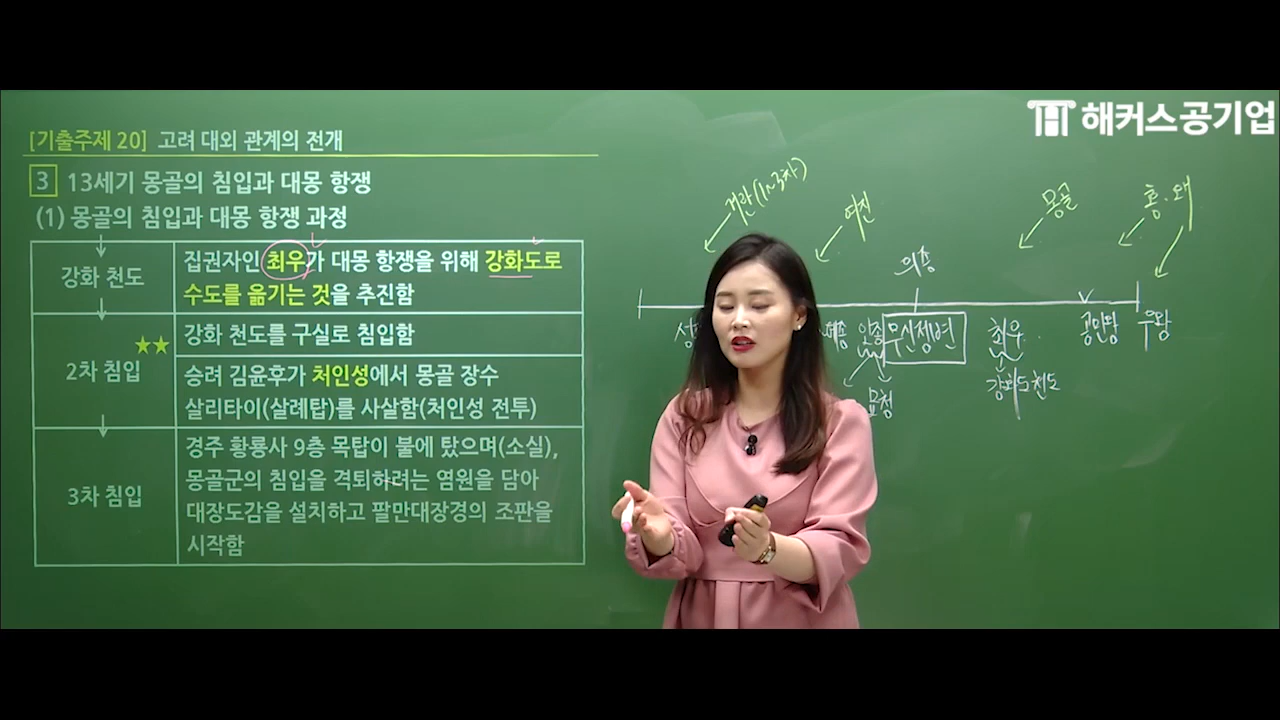 해커스공기업
[기출주제 20] 고려 대외 관계의 전개
3 13세기 몽골의 침입과 대몽 항쟁
(1) 몽골의 침입과 대몽 항쟁 과정
강화 천도
집권자인 최우가 대몽 항쟁을 위해 강화도로
수도를 옮기는 것을 추진함
2차 침입
강화 천도를 구실로 침입함
승려 김윤후가 처인성에서 몽골 장수
살리타이(살례탑)를 사살함(처인성 전투)
3차 침입
경주 황룡사 9층 목탑이 불에 탔으며(소실),
몽골군의 침입을 격퇴하려는 염원을 담아
대장도감을 설치하고 팔만대장경의 조판을
시작함
거란(1~3차)
여진
몽골
홍·왜
의종
성
예종 인종 무신정변 최우 공민왕 우왕
묘청
강화도천도